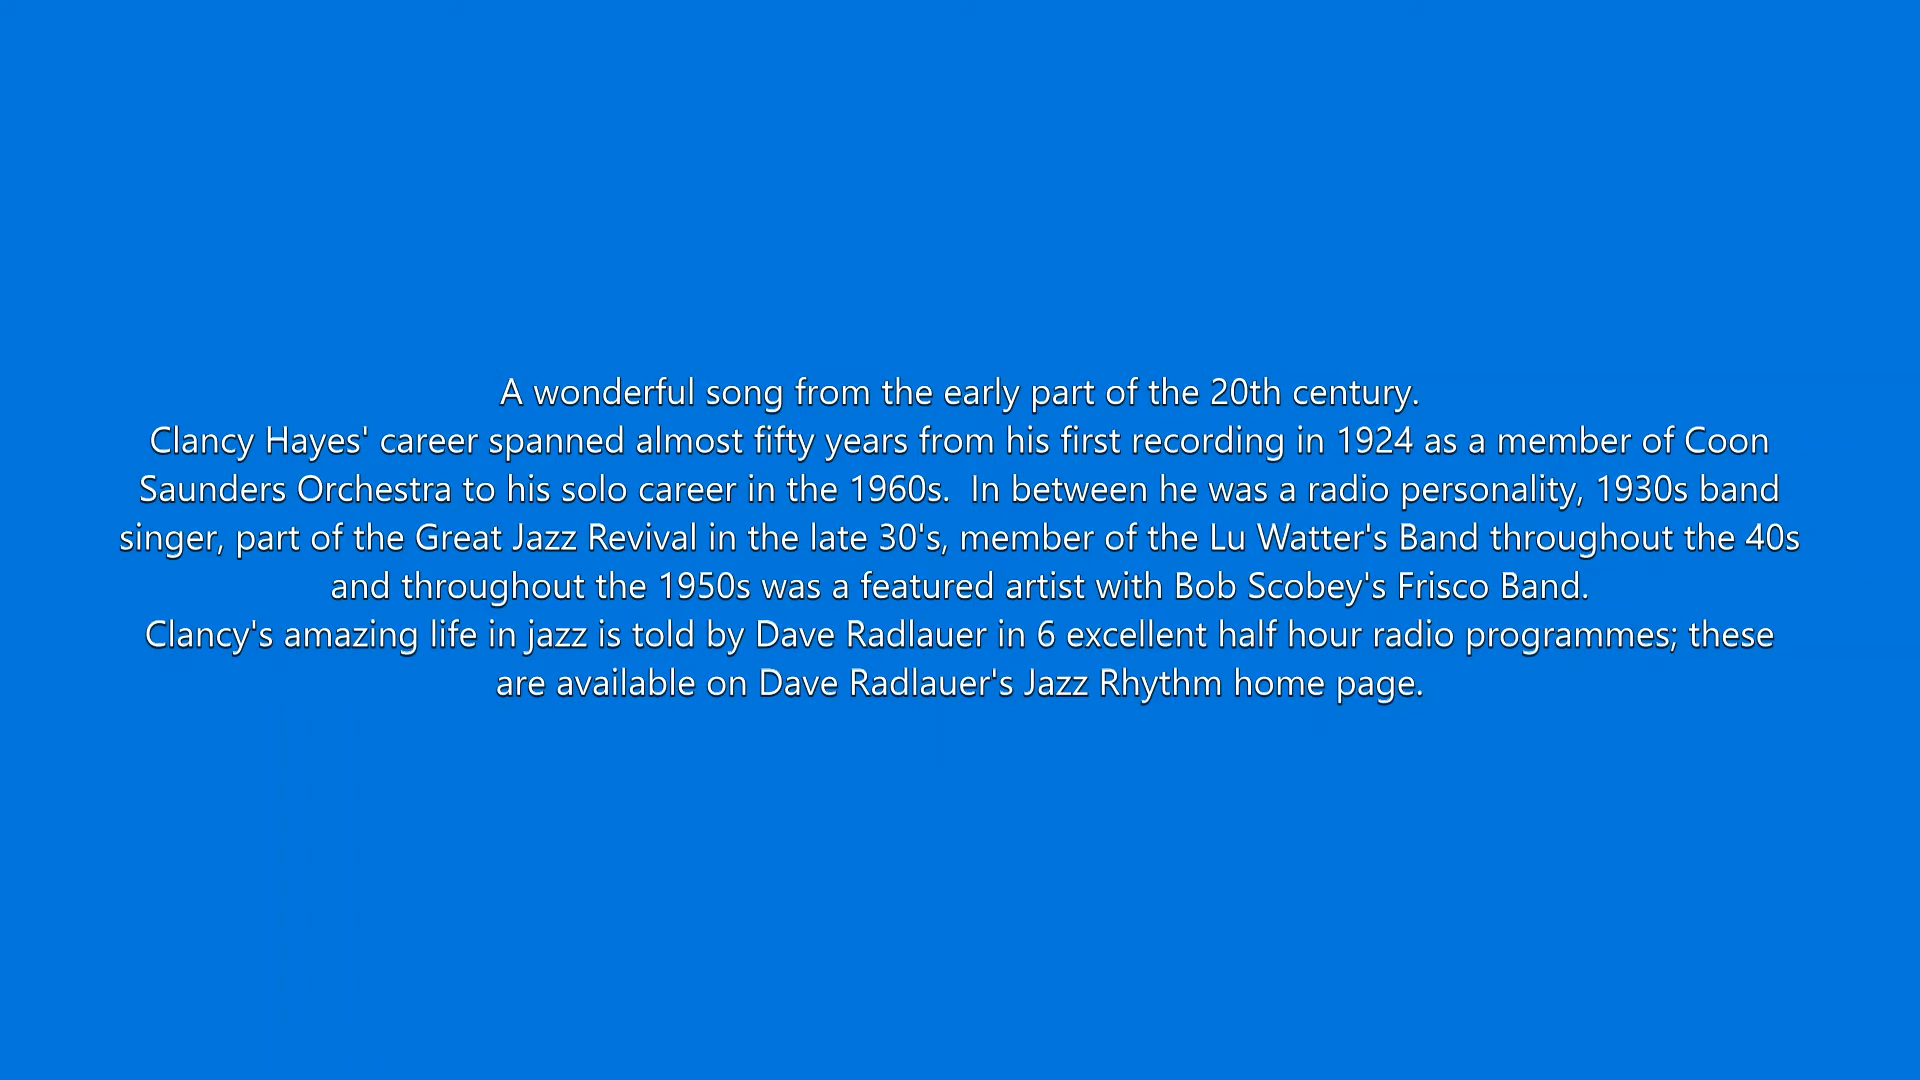 A wonderful song from the early part of the 20th century.
Clancy Hayes' career spanned almost fifty years from his first recording in 1924 as a member of Coon
Saunders Orchestra to his solo career in the 1960s.  In between he was a radio personality, 1930s band
singer, part of the Great Jazz Revival in the late 30's, member of the Lu Watter's Band throughout the 40s
and throughout the 1950s was a featured artist with Bob Scobey's Frisco Band.
Clancy's amazing life in jazz is told by Dave Radlauer in 6 excellent half hour radio programmes; these
are available on Dave Radlauer's Jazz Rhythm home page.